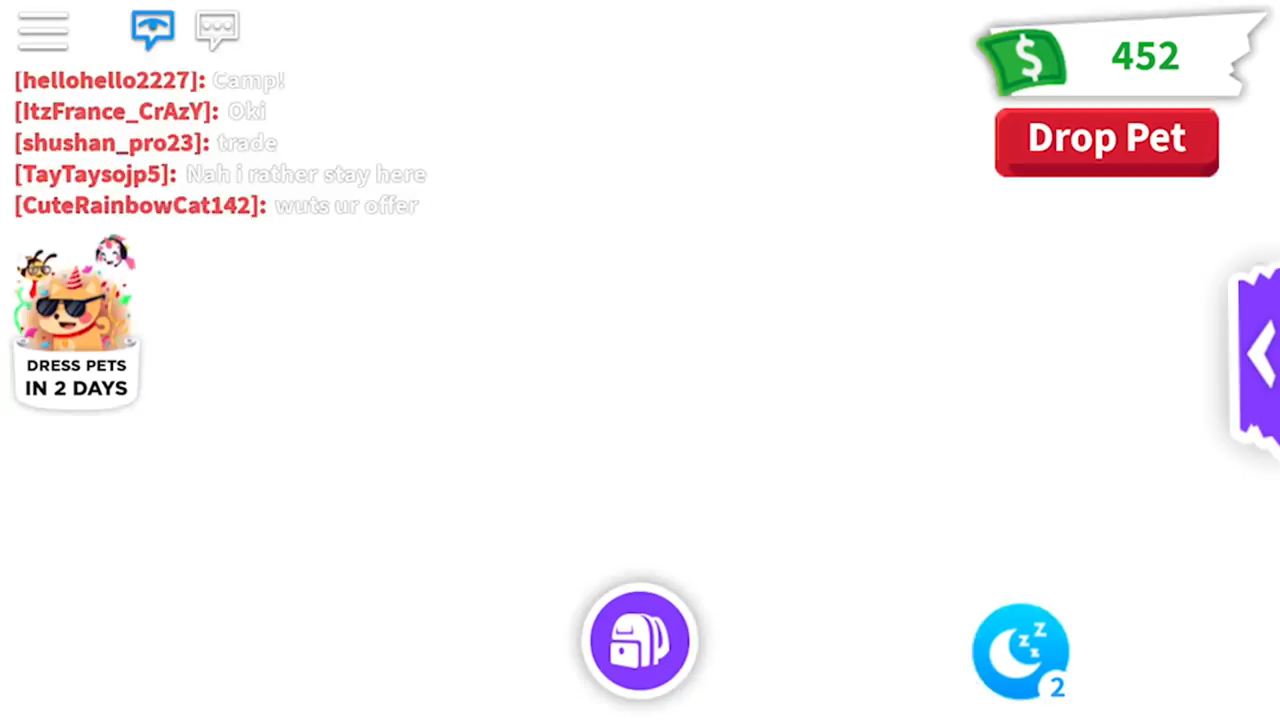 452
Drop Pet
[hellohello2227]: Camp!
[ItzFrance_CrAzY]: Oki
[shushan_pro23]: trade
[TayTaysojp5]: Nah i rather stay here
[CuteRainbowCat142]: wuts ur offer
DRESS PETS
IN 2 DAYS
z z z
2